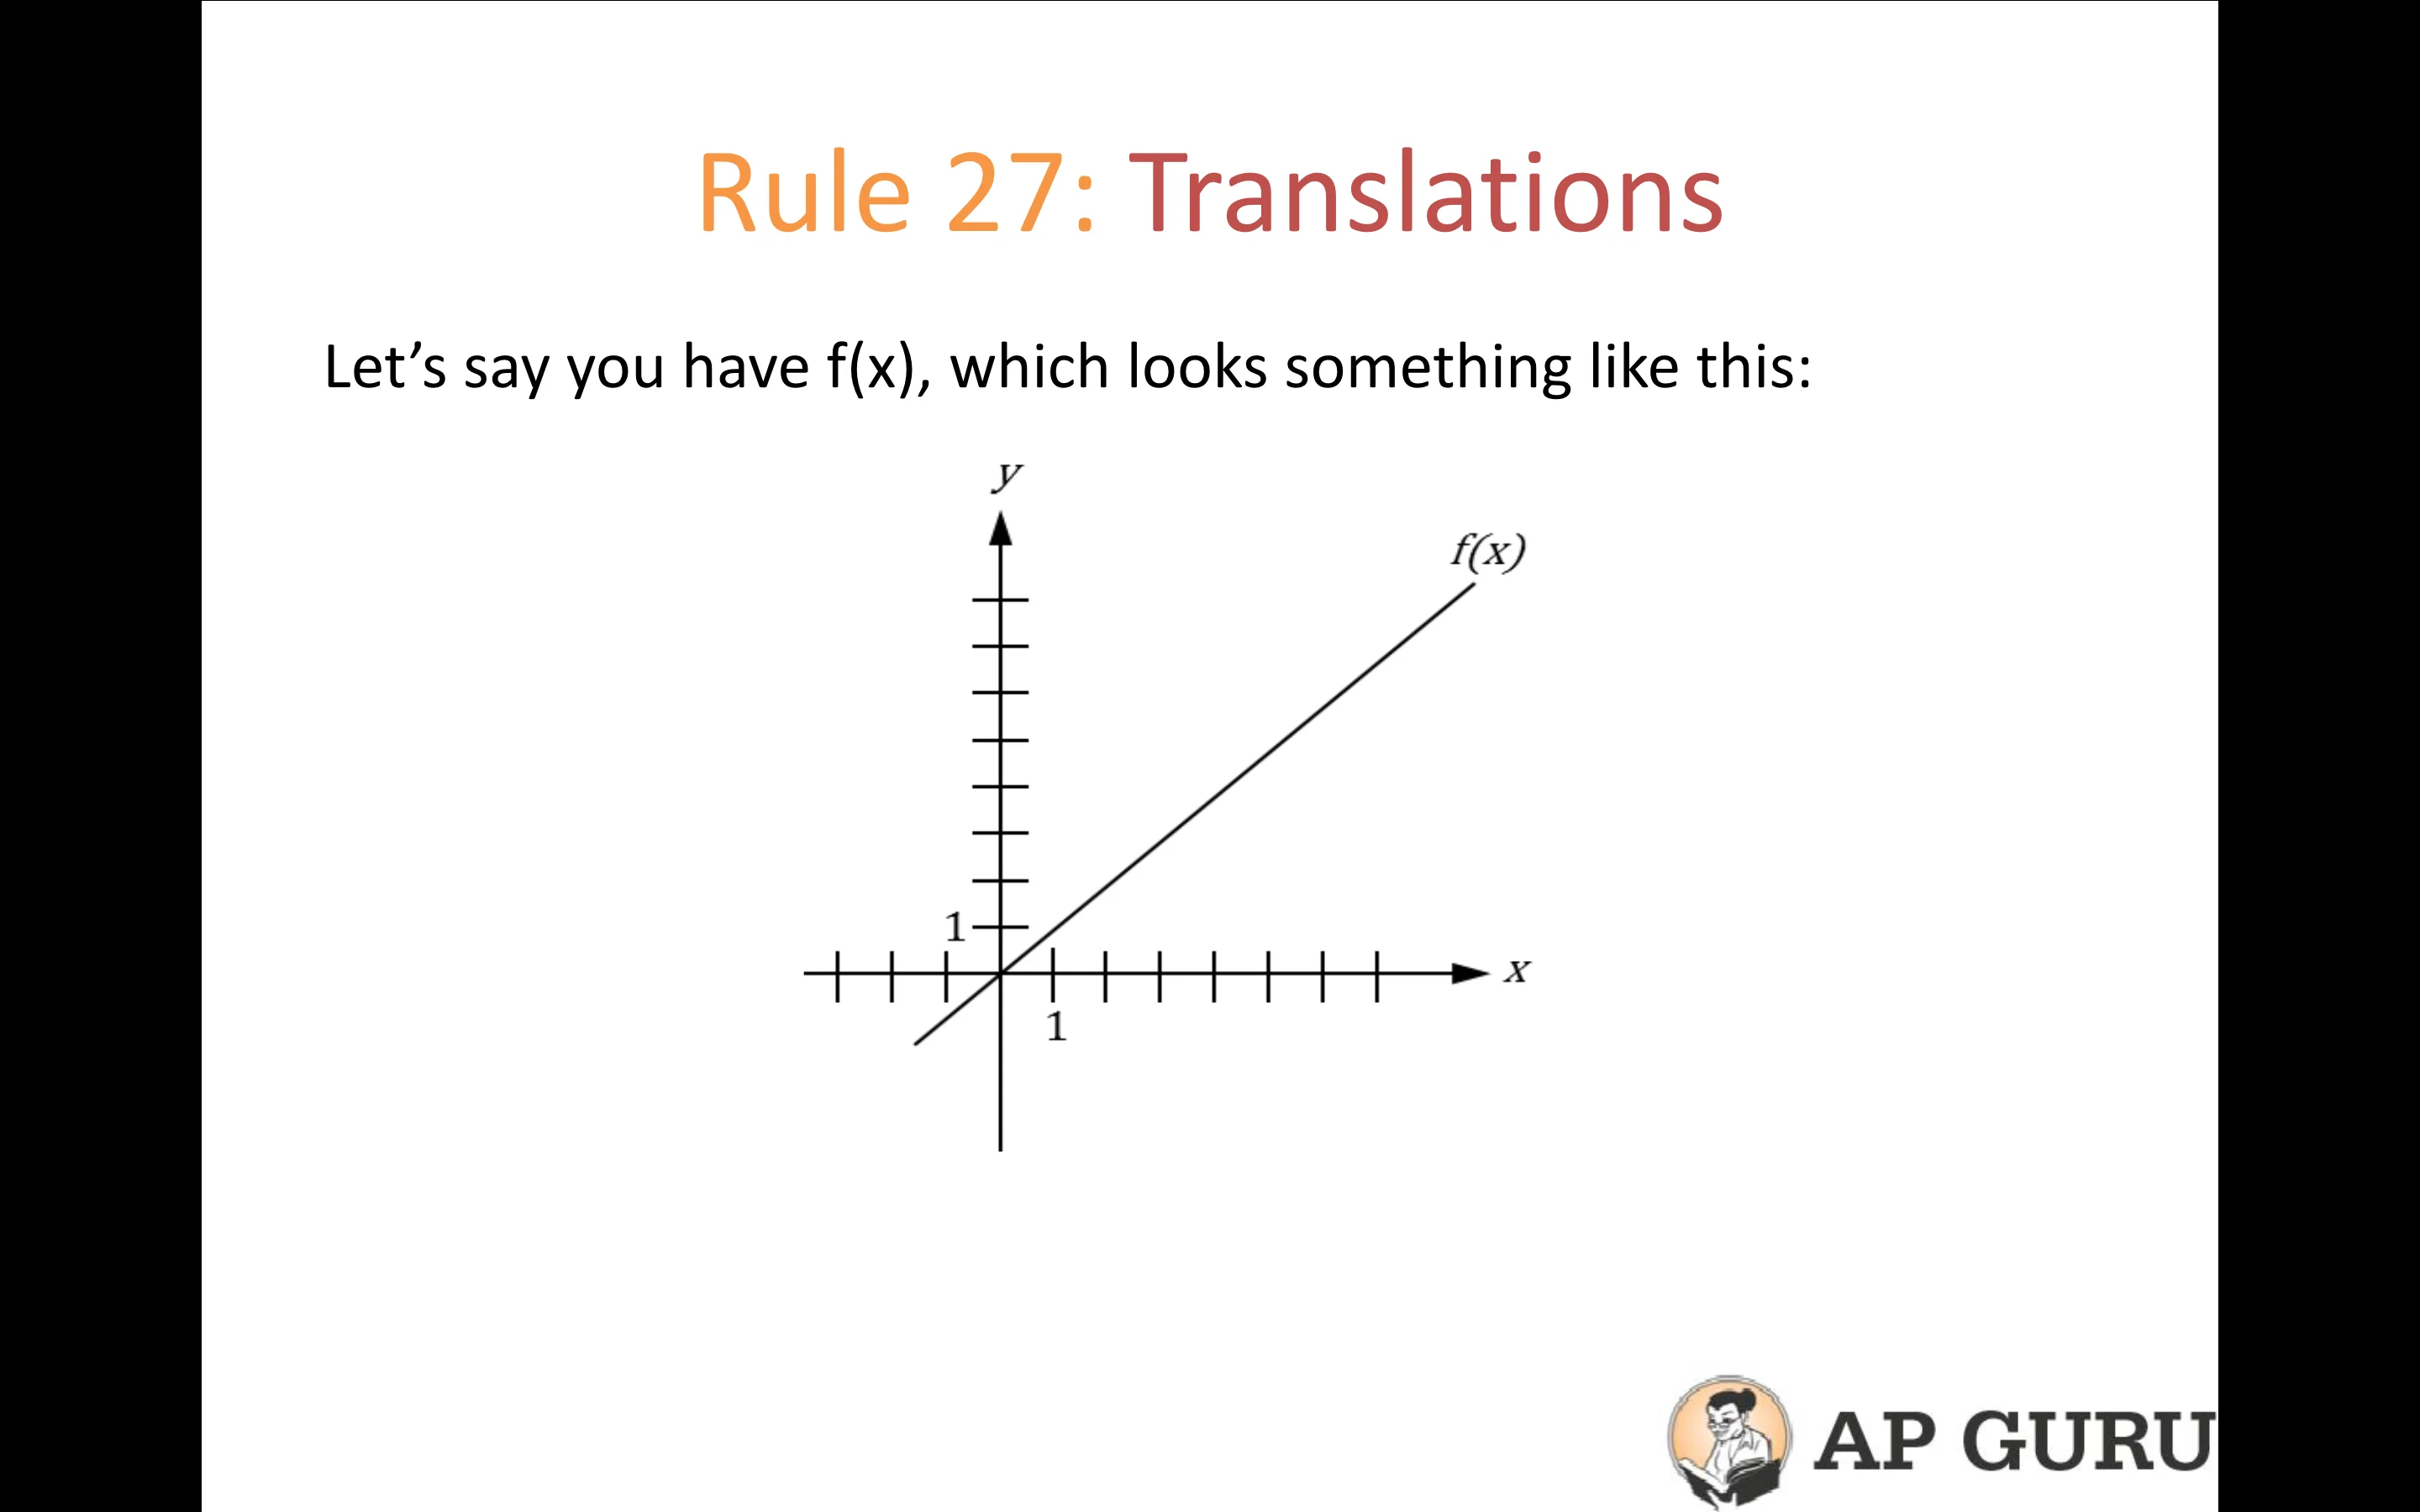 Rule 27: Translations
Let’s say you have f(x), which looks something like this:
y
f(x)
1
x
1
AP GURU